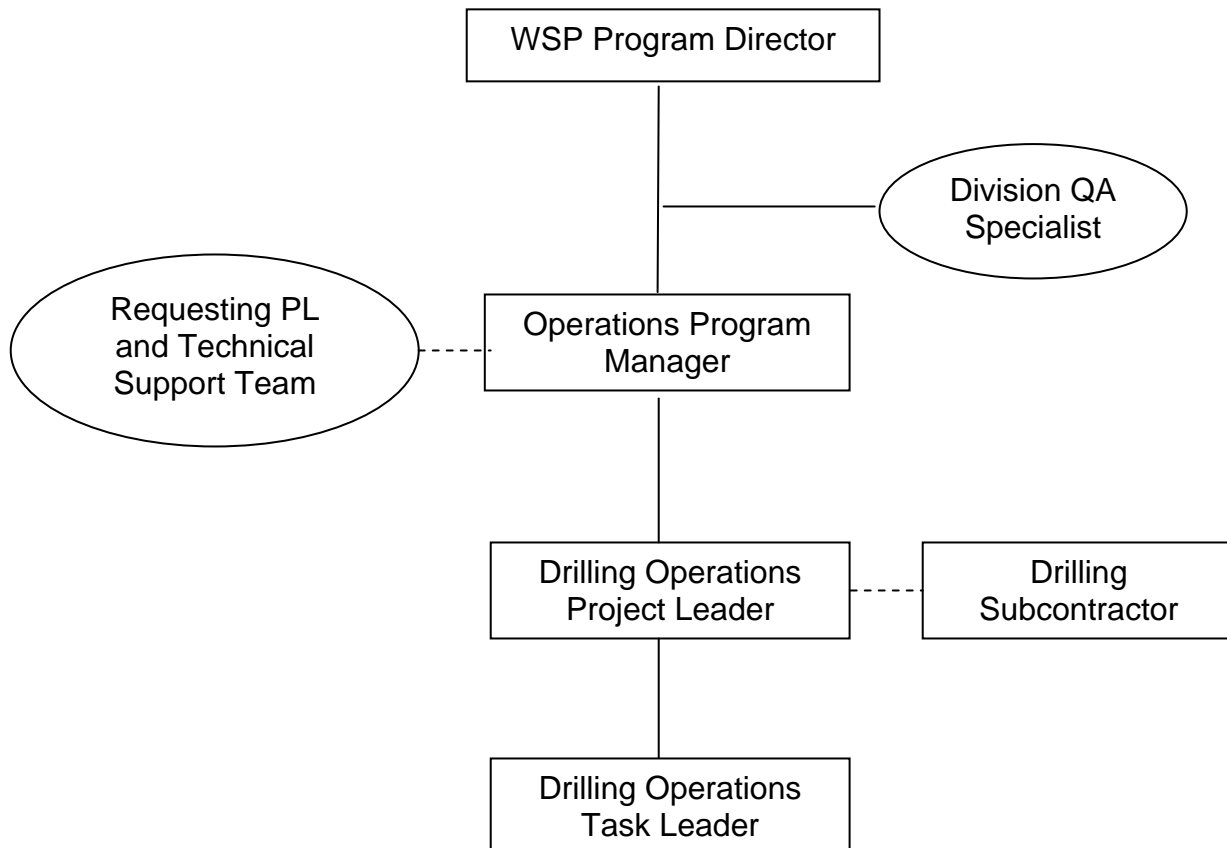 WSP Program Director
Division QA
Specialist
Requesting PL
and Technical
Support Team
Operations Program
Manager
Drilling Operations
Project Leader
Drilling
Subcontractor
Drilling Operations
Task Leader